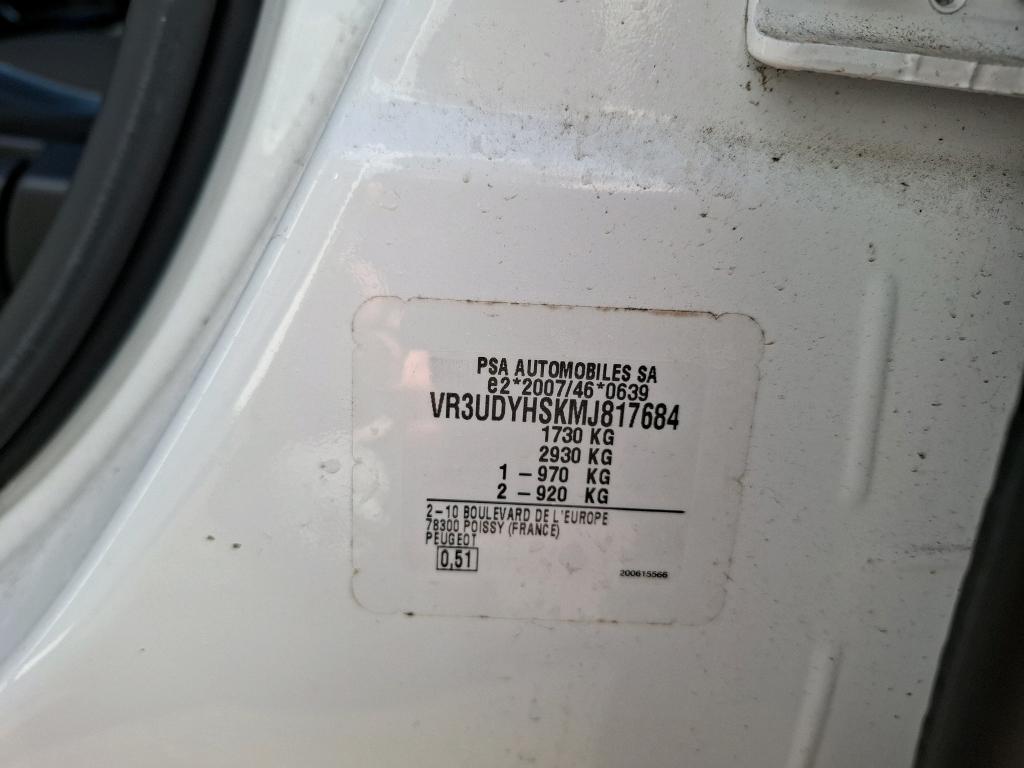 PSA AUTOMOBILES SA
e2*2007/46*0639
VR3UDYHSKMJ817684
1730 KG
2930 KG
1 – 970 KG
2 – 920 KG
2–10 BOULEVARD DE L'EUROPE
78300 POISSY (FRANCE)
PEUGEOT
0,51
200615566